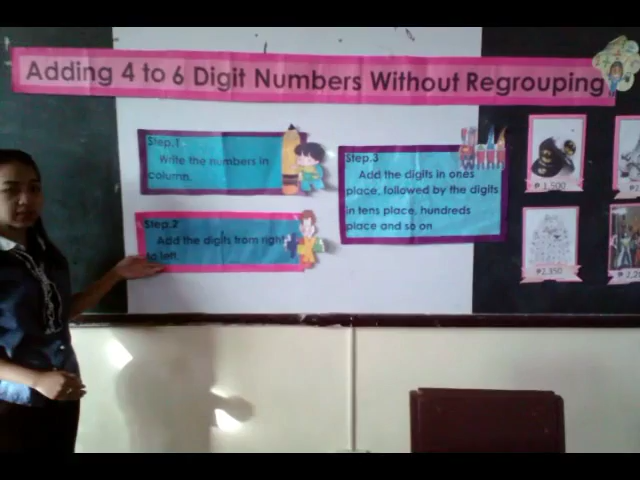 Adding 4 to 6 Digit Numbers Without Regrouping
Step.1
Write the numbers in
column.
Step.2
Add the digits from right
to left.
Step.3
Add the digits in ones
place, followed by the digits
in tens place, hundreds
place and so on
₱ 1,500
₱2,350